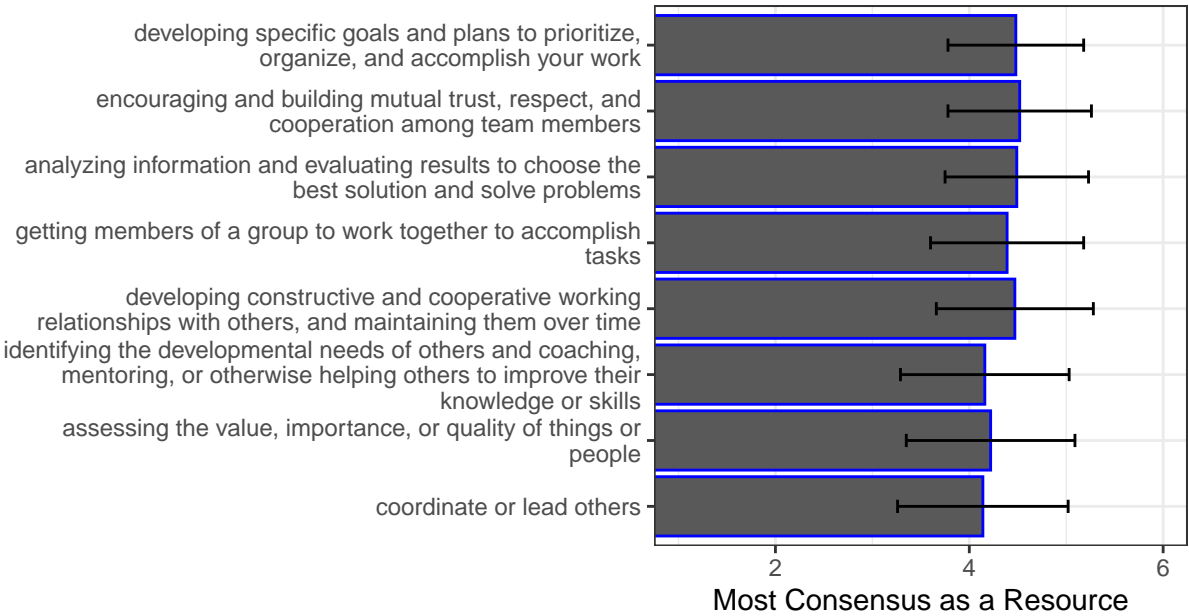 developing specific goals and plans to prioritize,
organize, and accomplish your work
encouraging and building mutual trust, respect, and
cooperation among team members
analyzing information and evaluating results to choose the
best solution and solve problems
getting members of a group to work together to accomplish
tasks
developing constructive and cooperative working
relationships with others, and maintaining them over time
identifying the developmental needs of others and coaching,
mentoring, or otherwise helping others to improve their
knowledge or skills
assessing the value, importance, or quality of things or
people
coordinate or lead others
2 4 6
Most Consensus as a Resource